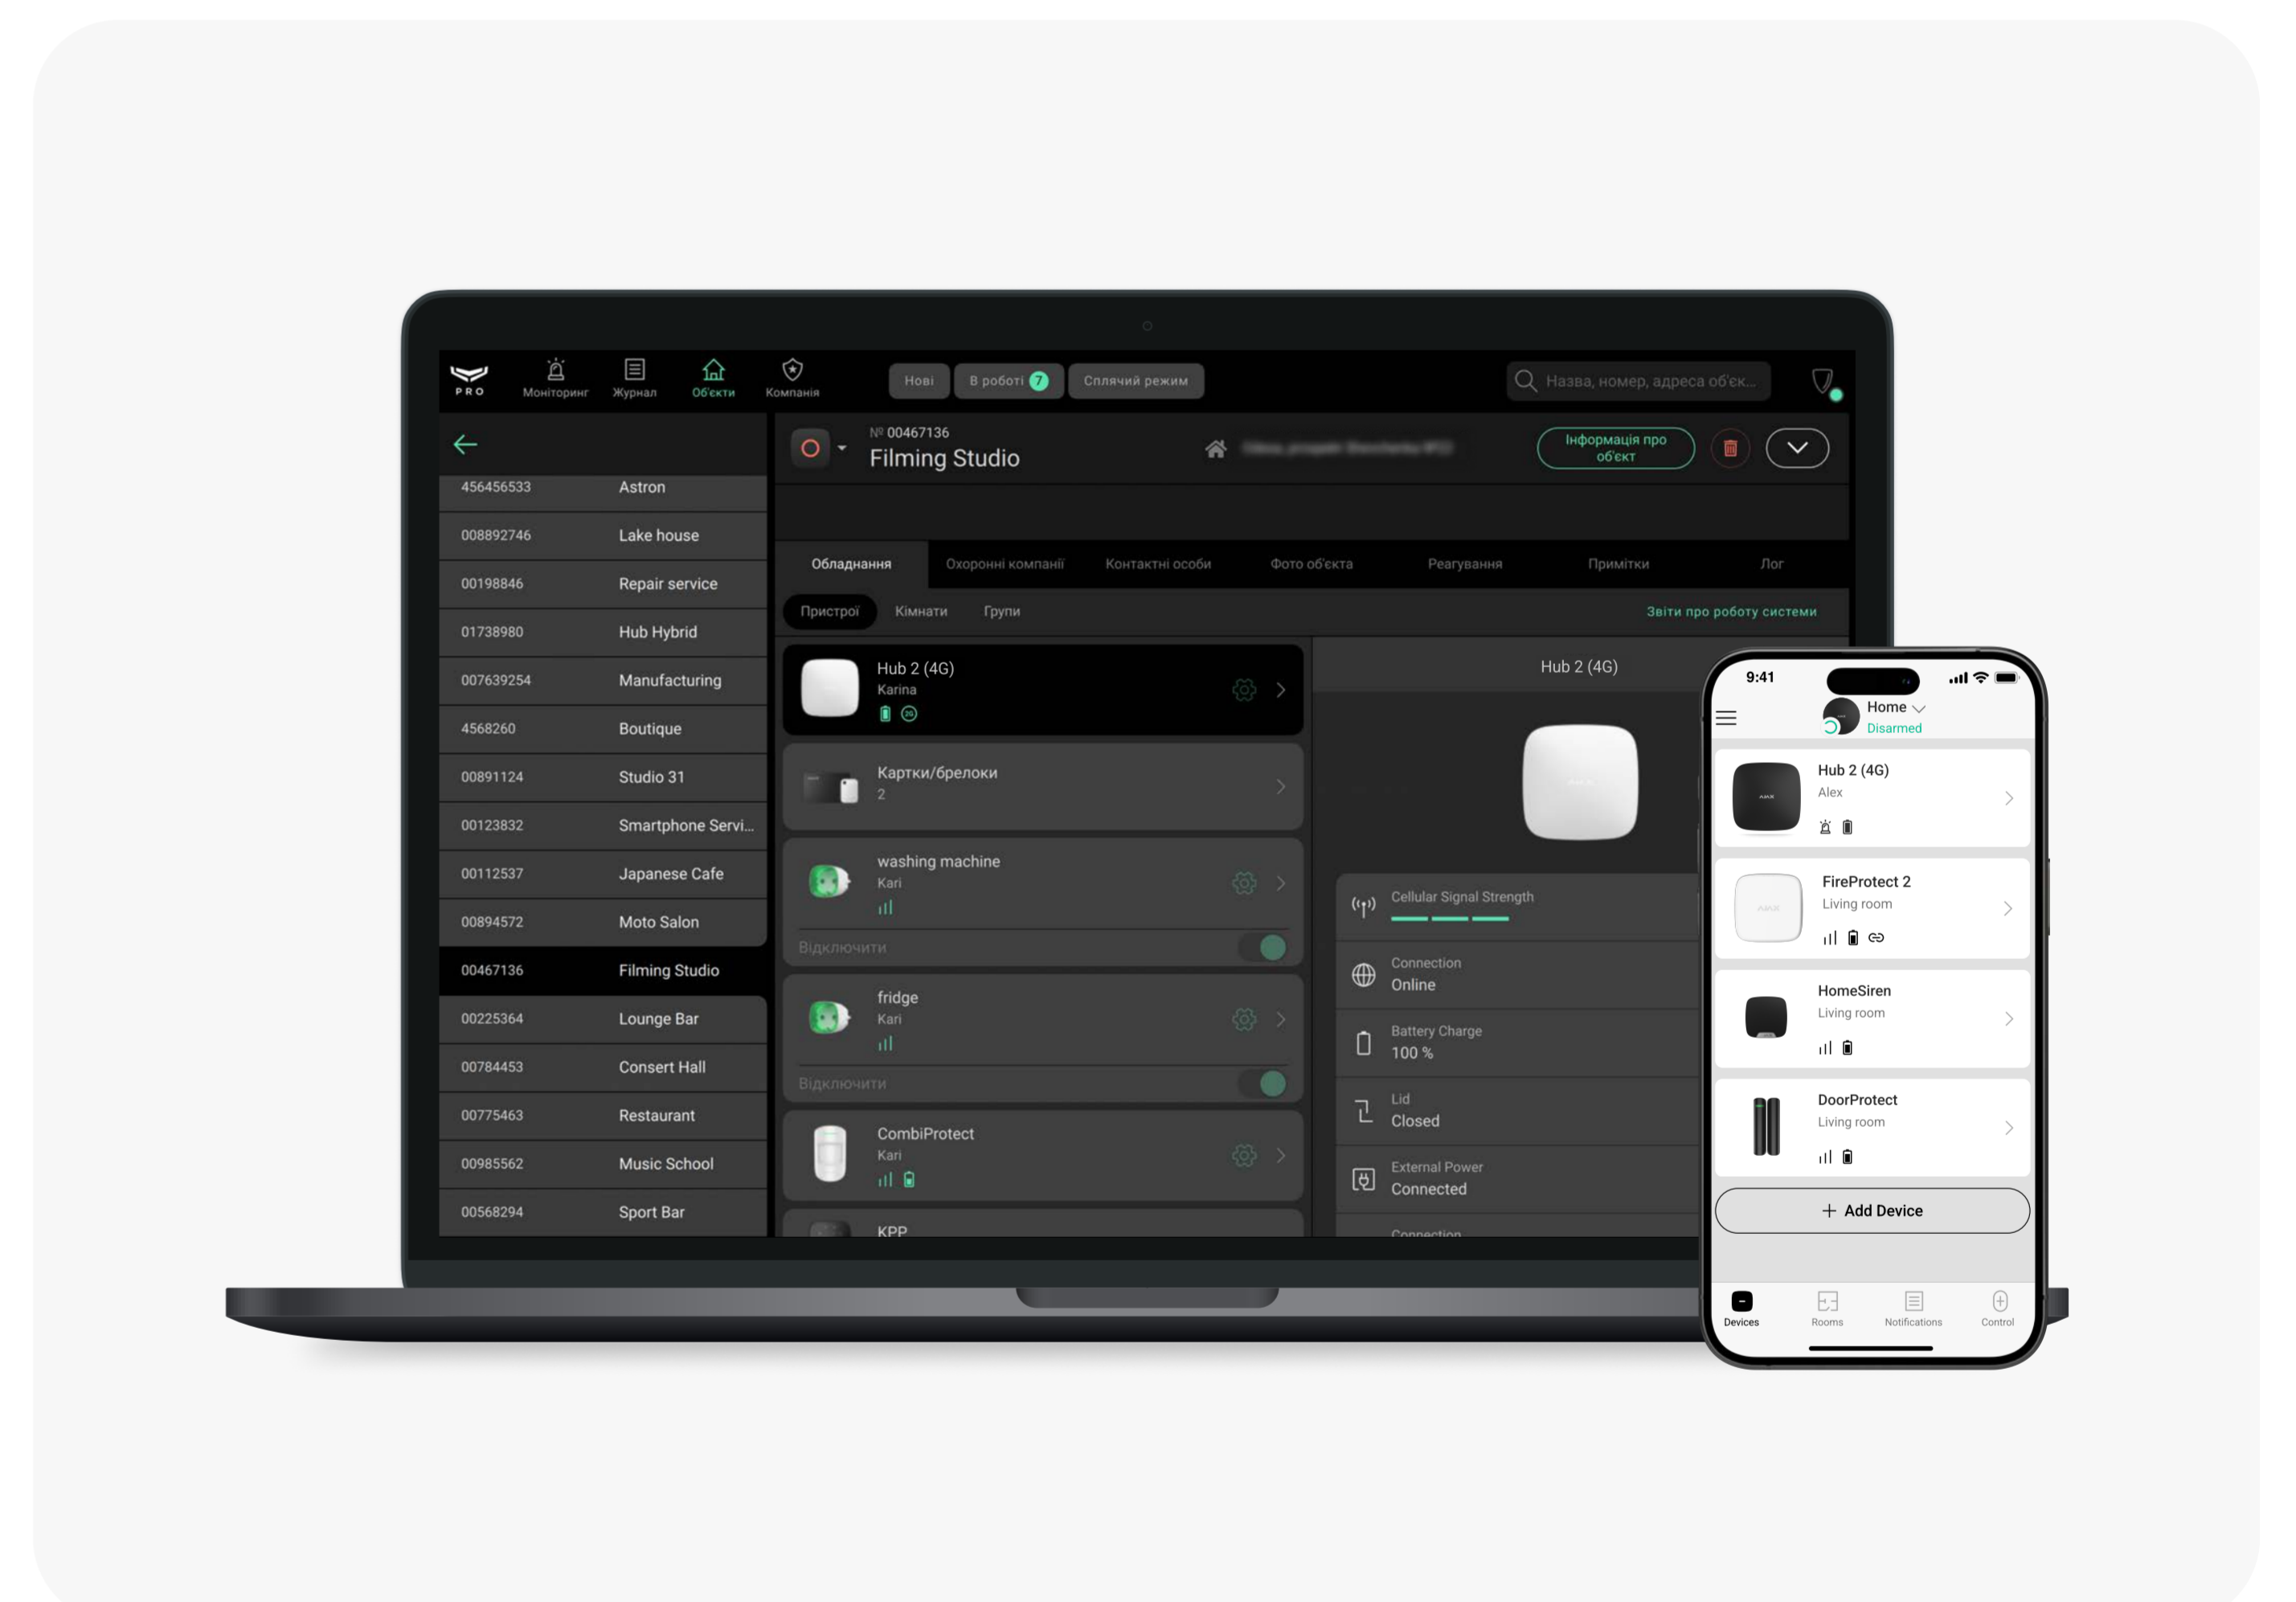 PRO
Моніторинг
Журнал
Об'єкти
Компанія
Нові
В роботі 7
Сплячий режим
Назва, номер, адреса об'єк...
№ 00467136
Filming Studio
Інформація про
об'єкт
456456533 Astron
008892746 Lake house
00198846 Repair service
01738980 Hub Hybrid
007639254 Manufacturing
4568260 Boutique
00891124 Studio 31
00123832 Smartphone Servi...
00112537 Japanese Cafe
00894572 Moto Salon
00467136 Filming Studio
00225364 Lounge Bar
00784453 Consert Hall
00775463 Restaurant
00985562 Music School
00568294 Sport Bar
Обладнання
Охоронні компанії
Контактні особи
Фото об'єкта
Реагування
Примітки
Лог
Пристрої
Кімнати
Групи
Звіти про роботу системи
Hub 2 (4G)
Karina
2G
Картки/брелоки
2
washing machine
Kari
Відключити
fridge
Kari
Відключити
CombiProtect
Kari
KPP
Hub 2 (4G)
Cellular Signal Strength
Connection
Online
Battery Charge
100 %
Lid
Closed
External Power
Connected
Connection
9:41
Home
Disarmed
AJAX
Hub 2 (4G)
Alex
AJAX
FireProtect 2
Living room
HomeSiren
Living room
DoorProtect
Living room
+ Add Device
Devices
Rooms
Notifications
Control